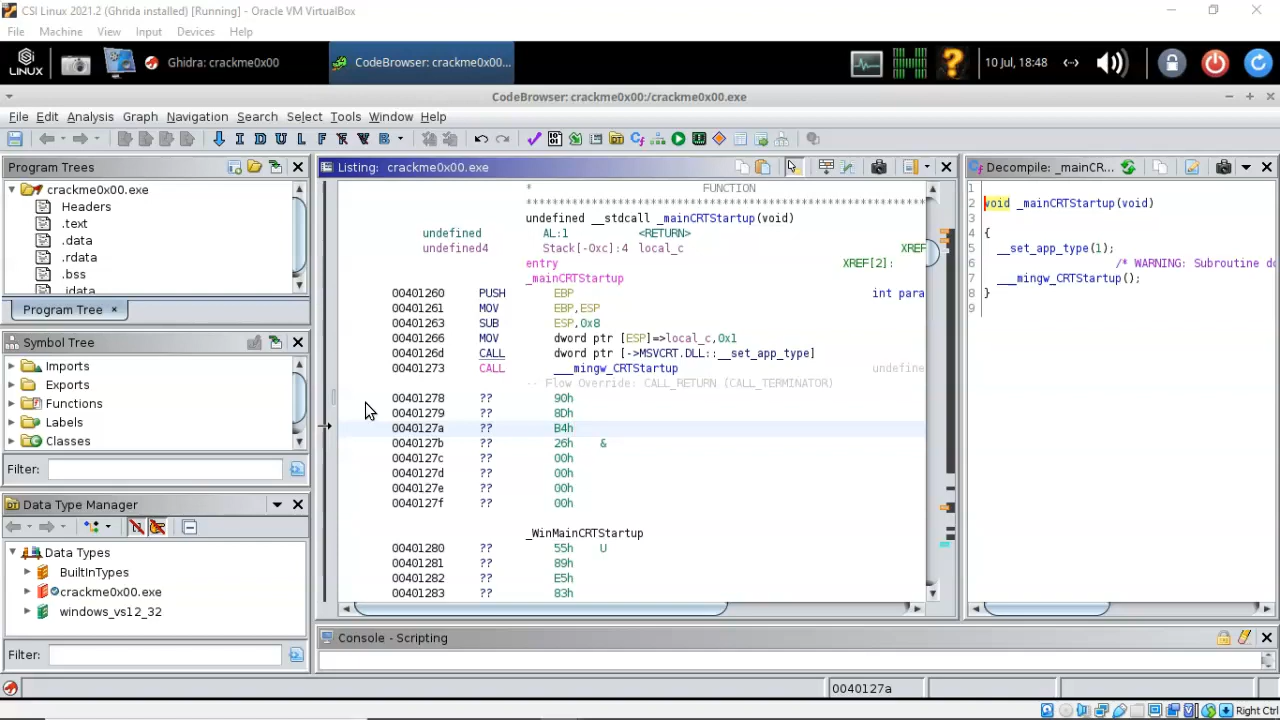 CSI Linux 2021.2 (Ghrida installed) [Running] - Oracle VM VirtualBox
File Machine View Input Devices Help
LINUX
Ghidra: crackme0x00
CodeBrowser: crackme0x00...
10 Jul, 18:48
CodeBrowser: crackme0x00:/crackme0x00.exe
File Edit Analysis Graph Navigation Search Select Tools Window Help
I D U L F B
Program Trees
crackme0x00.exe
Headers
.text
.data
.rdata
.bss
.idata
Program Tree ×
Symbol Tree
Imports
Exports
Functions
Labels
Classes
Filter:
Data Type Manager
Data Types
BuiltInTypes
crackme0x00.exe
windows_vs12_32
Filter:
Listing: crackme0x00.exe
* FUNCTION
undefined __stdcall _mainCRTStartup(void)
undefined AL:1 <RETURN>
undefined4 Stack[-0xc]:4 local_c XREF
entry XREF[2]:
_mainCRTStartup
00401260 PUSH EBP int para
00401261 MOV EBP,ESP
00401263 SUB ESP,0x8
00401266 MOV dword ptr [ESP]=>local_c,0x1
0040126d CALL dword ptr [->MSVCRT.DLL::__set_app_type]
00401273 CALL ___mingw_CRTStartup undefine
-- Flow Override: CALL_RETURN (CALL_TERMINATOR)
00401278 ?? 90h
00401279 ?? 8Dh
0040127a ?? B4h
0040127b ?? 26h &
0040127c ?? 00h
0040127d ?? 00h
0040127e ?? 00h
0040127f ?? 00h
_WinMainCRTStartup
00401280 ?? 55h U
00401281 ?? 89h
00401282 ?? E5h
00401283 ?? 83h
Decompile: _mainCR...
1
2 void _mainCRTStartup(void)
3
4 {
5 __set_app_type(1);
6 /* WARNING: Subroutine do
7 ___mingw_CRTStartup();
8 }
9
Console - Scripting
0040127a
Right Ctrl